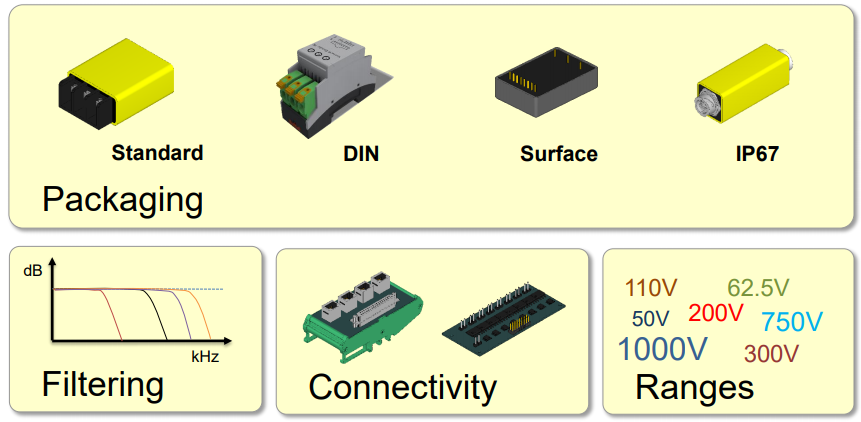 Standard
DIN
Surface
IP67
Packaging
dB
kHz
Filtering
Connectivity
110V
62.5V
50V
200V
750V
1000V
300V
Ranges